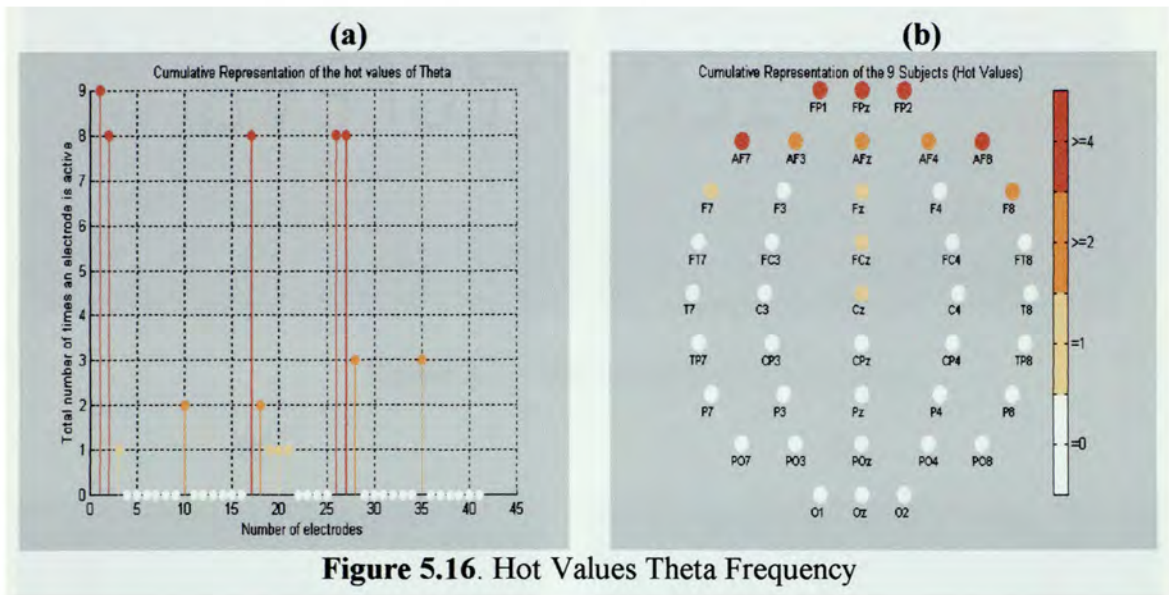 (a)
Cumulative Representation of the hot values of Theta
Total number of times an electrode is active
9
8
7
6
5
4
3
2
1
0
0 5 10 15 20 25 30 35 40 45
Number of electrodes
(b)
Cumulative Representation of the 9 Subjects (Hot Values)
FP1 FPz FP2
AF7 AF3 AFz AF4 AF8
F7 F3 Fz F4 F8
FT7 FC3 FCz FC4 FT8
T7 C3 Cz C4 T8
TP7 CP3 CPz CP4 TP8
P7 P3 Pz P4 P8
PO7 PO3 POz PO4 PO8
O1 Oz O2
>=4
>=2
=1
=0
Figure 5.16. Hot Values Theta Frequency